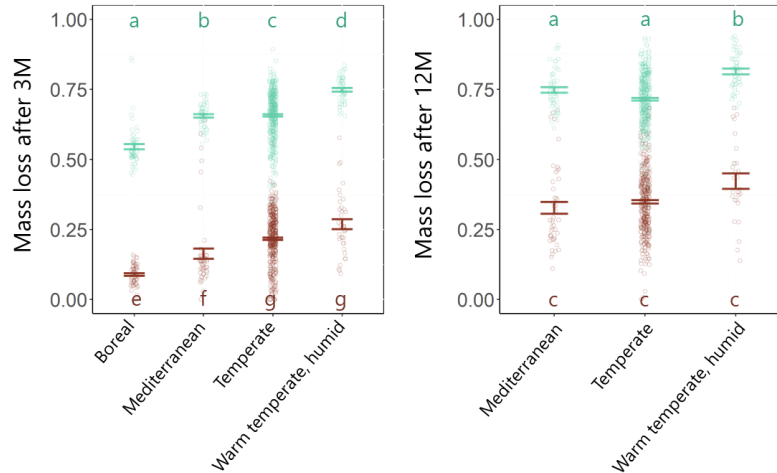 Mass loss after 3M
1.00
0.75
0.50
0.25
0.00
a b c d
e f g g
Boreal
Mediterranean
Temperate
Warm temperate, humid
Mass loss after 12M
1.00
0.75
0.50
0.25
0.00
a a b
c c c
Mediterranean
Temperate
Warm temperate, humid